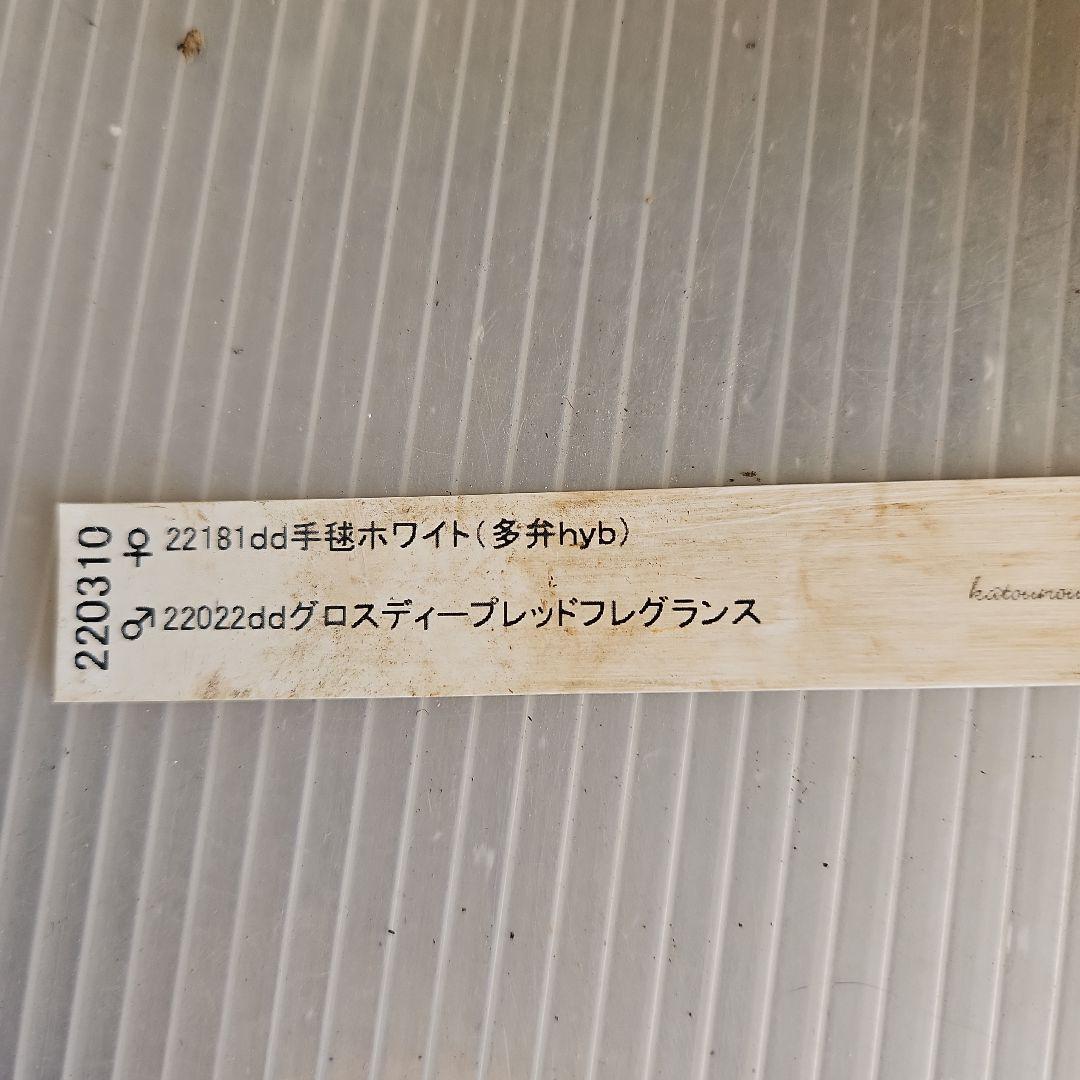 220310
♀ 22181dd手毬ホワイト(多弁hyb)
♂22022ddグロスディープレッドフレグランス